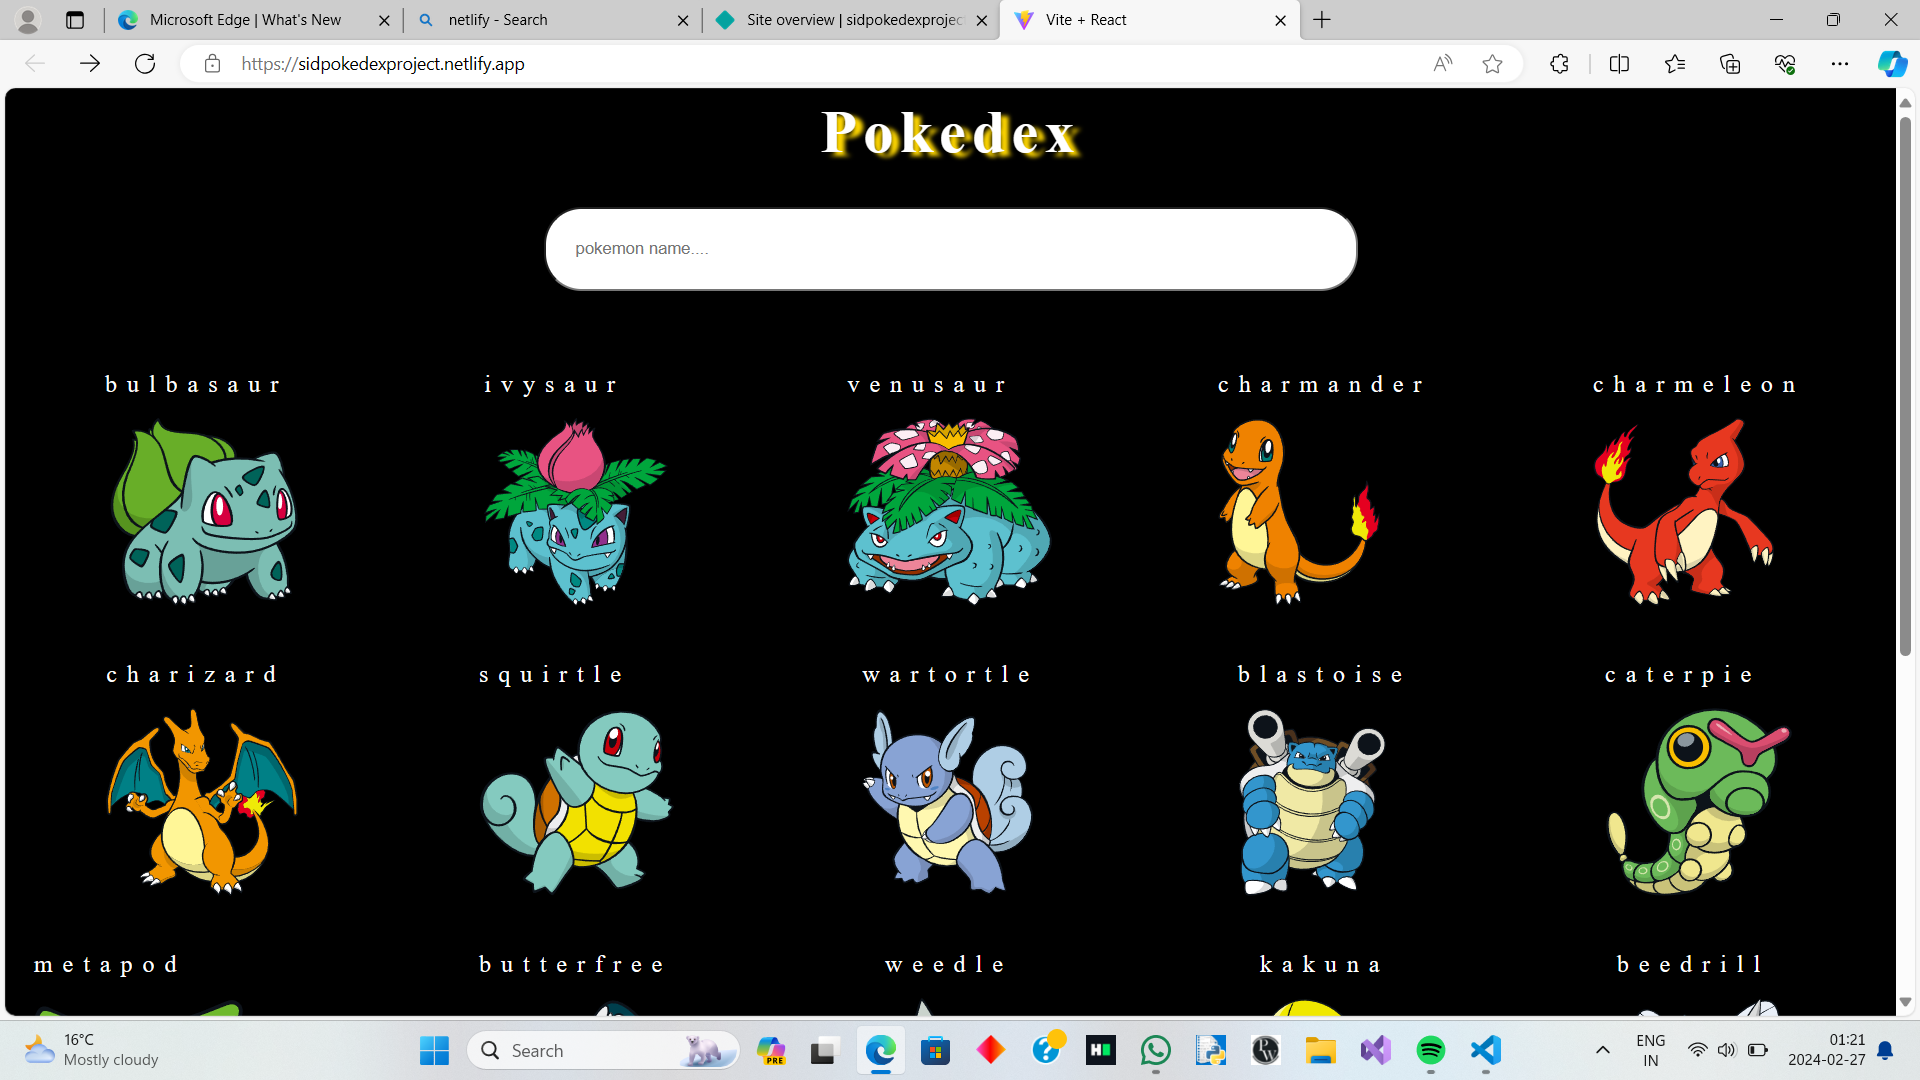 Microsoft Edge | What's New
netlify - Search
Site overview | sidpokedexprojec
Vite + React
https://sidpokedexproject.netlify.app
Pokedex
pokemon name....
bulbasaur
ivysaur
venusaur
charmander
charmeleon
charizard
squirtle
wartortle
blastoise
caterpie
metapod
butterfree
weedle
kakuna
beedrill
16°C
Mostly cloudy
Search
PRE
ENG
IN
01:21
2024-02-27